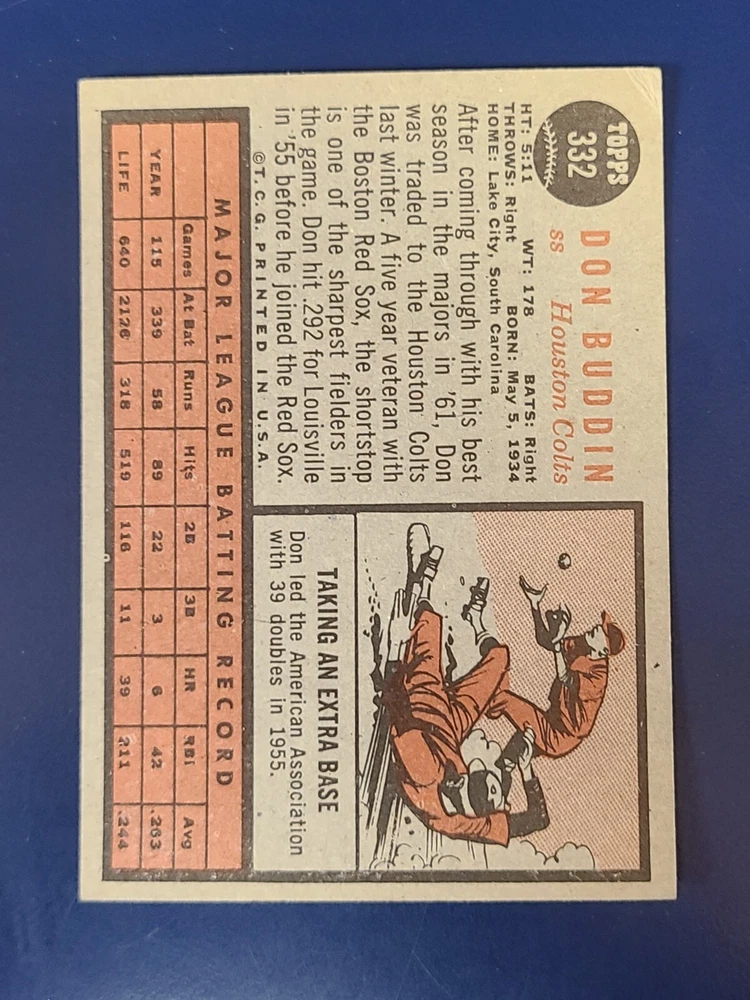 TOPPS
332
DON BUDDIN
ss Houston Colts
HT: 5:11 WT: 178 BATS: Right
THROWS: Right BORN: May 5, 1934
HOME: Lake City, South Carolina
After coming through with his best
season in the majors in '61, Don
was traded to the Houston Colts
last winter. A five year veteran with
the Boston Red Sox, the shortstop
is one of the sharpest fielders in
the game. Don hit .292 for Louisville
in '55 before he joined the Red Sox.
©T.C.G. PRINTED IN U.S.A.
TAKING AN EXTRA BASE
Don led the American Association
with 39 doubles in 1955.
MAJOR LEAGUE BATTING RECORD
Games At Bat Runs Hits 2B 3B HR RBI Avg
YEAR 115 339 58 89 22 3 6 42 .263
LIFE 640 2126 318 519 116 11 39 211 .244